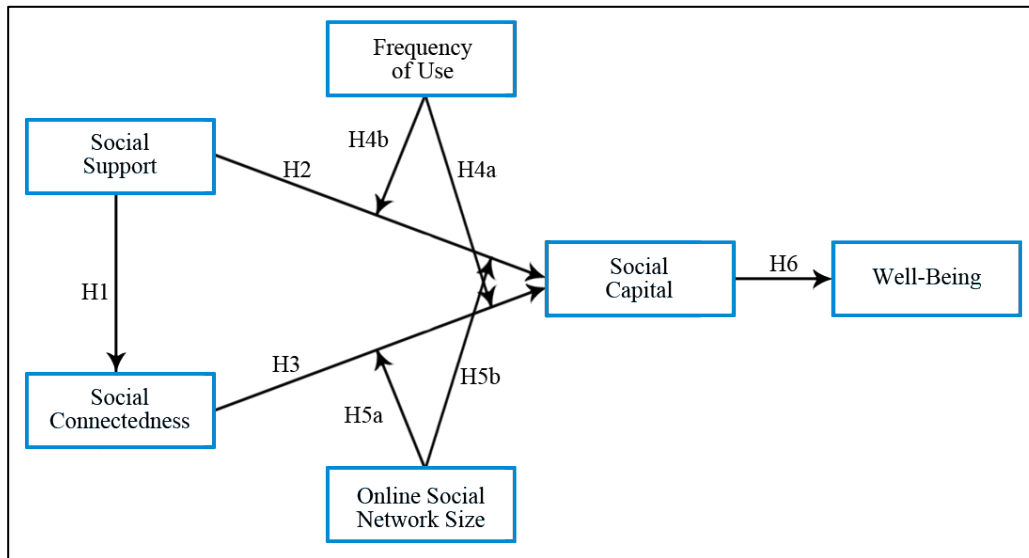 Frequency
of Use
Social
Support
H4b
H2
H4a
Social
Capital
H6
Well-Being
H1
H3
Social
Connectedness
H5b
H5a
Online Social
Network Size